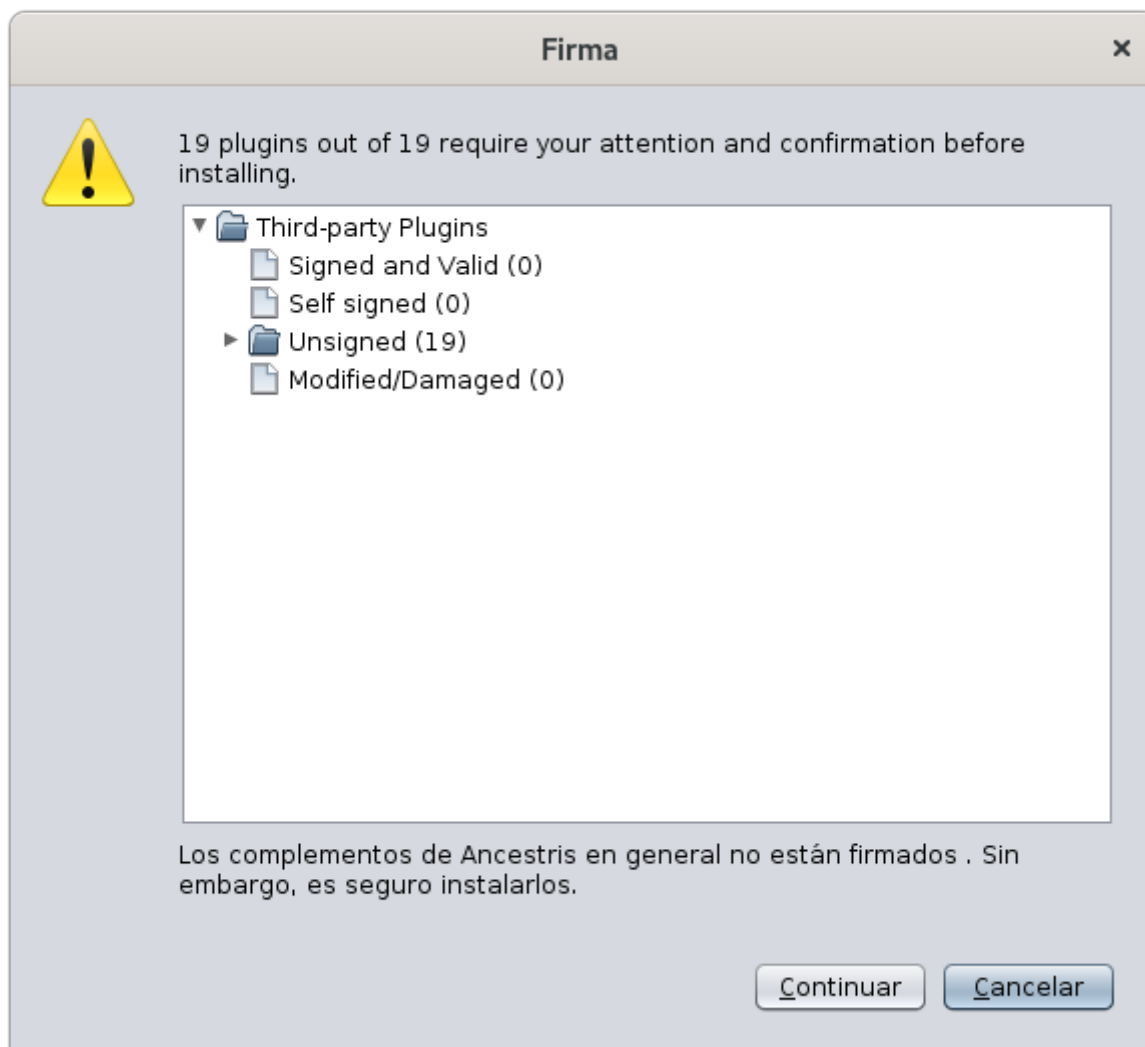 Firma
19 plugins out of 19 require your attention and confirmation before
installing.
Third-party Plugins
Signed and Valid (0)
Self signed (0)
Unsigned (19)
Modified/Damaged (0)
Los complementos de Ancestris en general no están firmados . Sin
embargo, es seguro instalarlos.
Continuar Cancelar